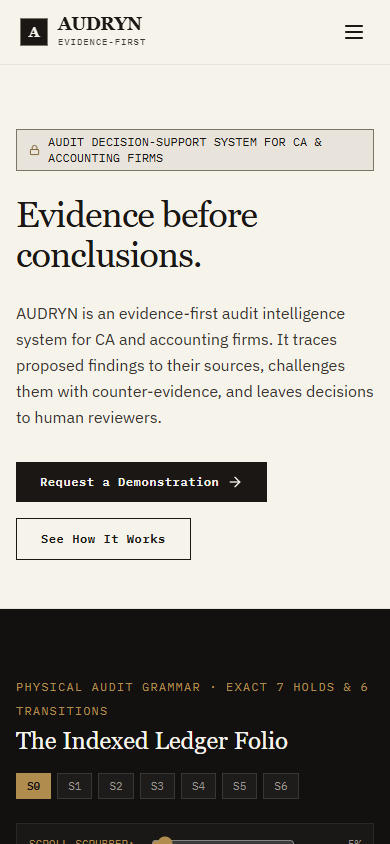 A
AUDRYN
EVIDENCE-FIRST
AUDIT DECISION-SUPPORT SYSTEM FOR CA &
ACCOUNTING FIRMS
Evidence before
conclusions.
AUDRYN is an evidence-first audit intelligence
system for CA and accounting firms. It traces
proposed findings to their sources, challenges
them with counter-evidence, and leaves decisions
to human reviewers.
Request a Demonstration →
See How It Works
PHYSICAL AUDIT GRAMMAR · EXACT 7 HOLDS & 6
TRANSITIONS
The Indexed Ledger Folio
S0 S1 S2 S3 S4 S5 S6
SCROLL SCRUBBER: 5%